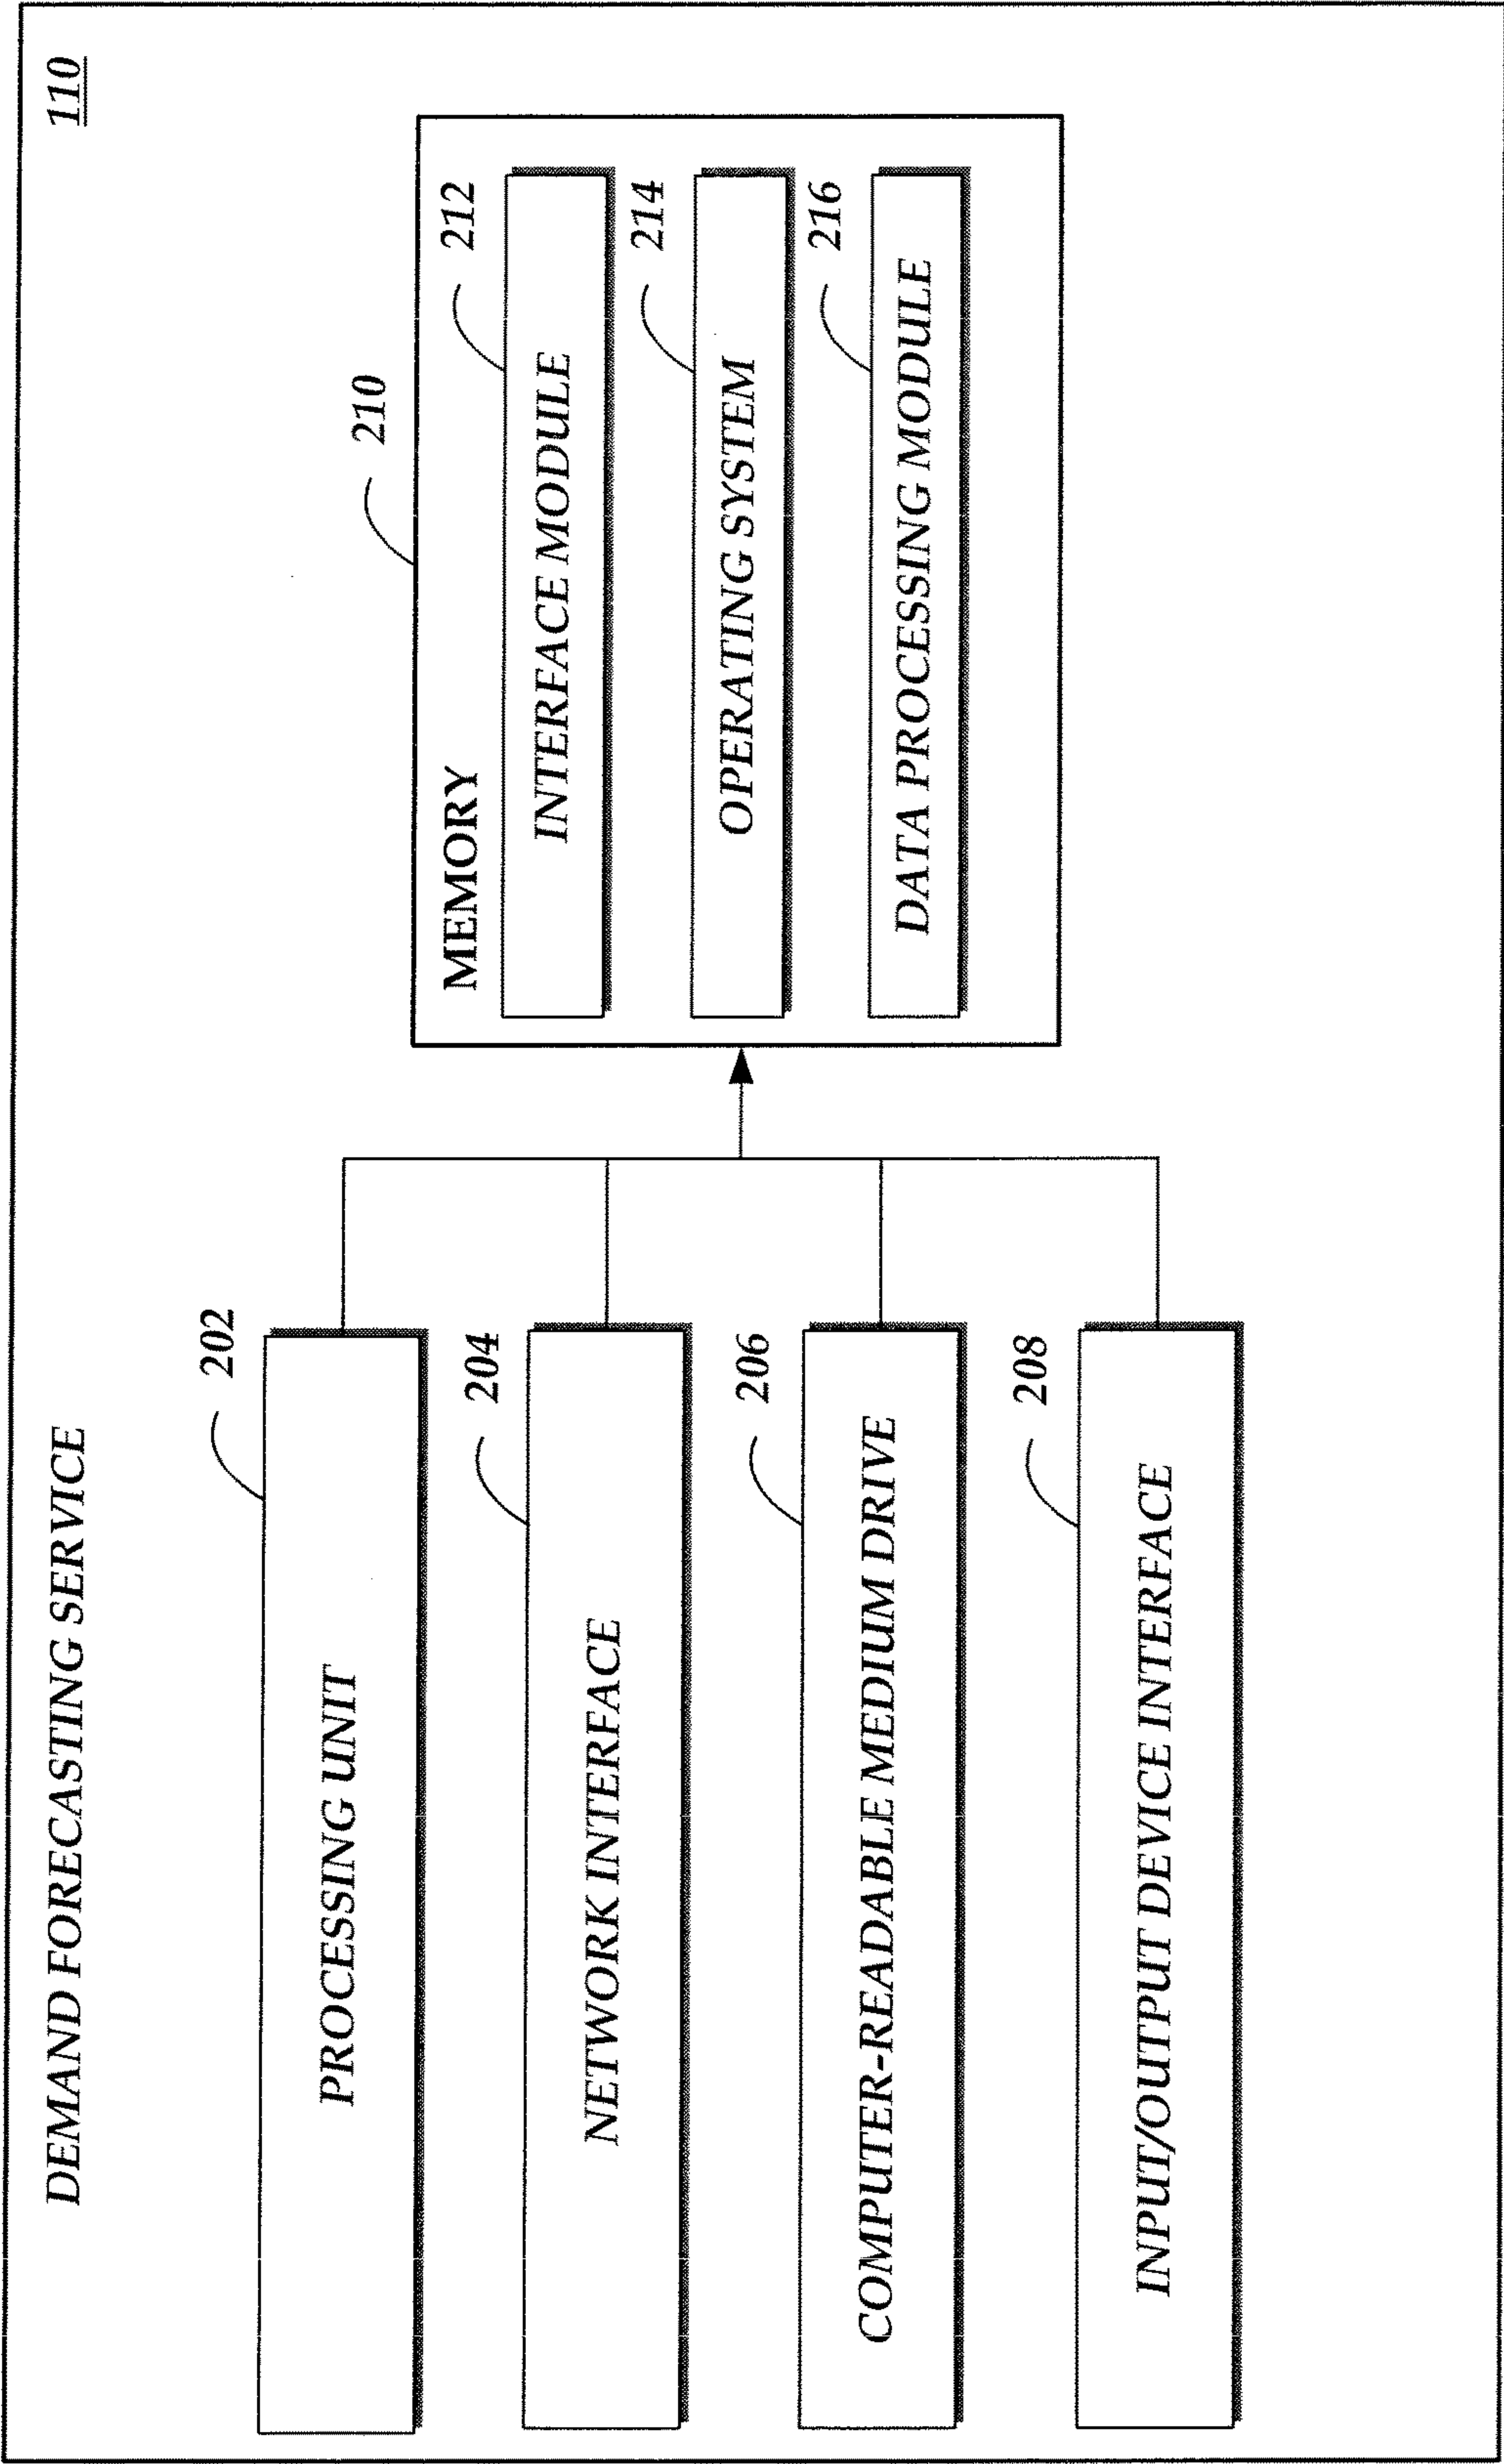 DEMAND FORECASTING SERVICE
110
202
PROCESSING UNIT
204
NETWORK INTERFACE
206
COMPUTER-READABLE MEDIUM DRIVE
208
INPUT/OUTPUT DEVICE INTERFACE
210
MEMORY
212
INTERFACE MODULE
214
OPERATING SYSTEM
216
DATA PROCESSING MODULE